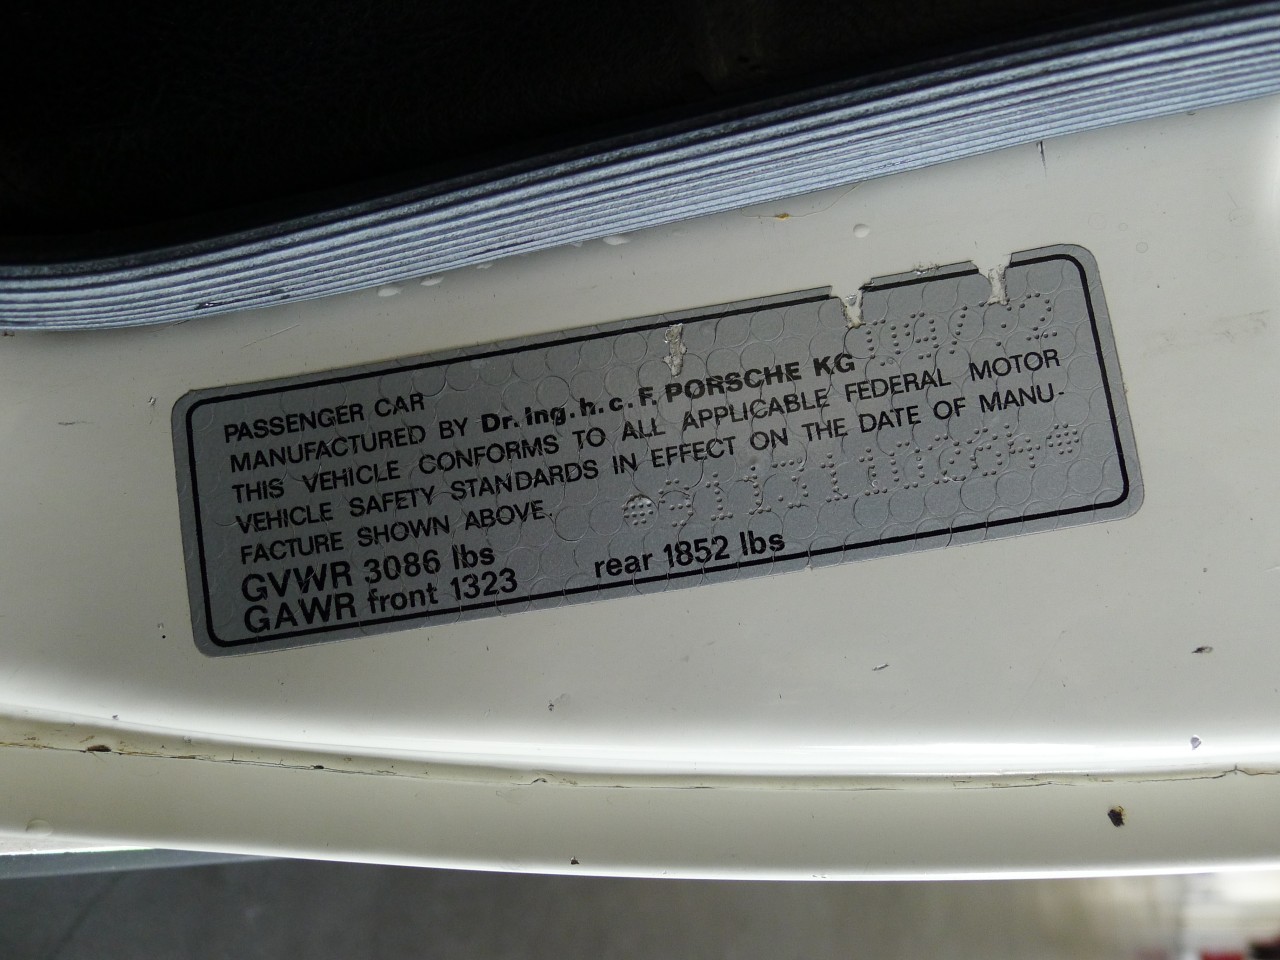 PASSENGER CAR
MANUFACTURED BY Dr. Ing. h. c. F. PORSCHE KG
THIS VEHICLE CONFORMS TO ALL APPLICABLE FEDERAL MOTOR
VEHICLE SAFETY STANDARDS IN EFFECT ON THE DATE OF MANU-
FACTURE SHOWN ABOVE.
GVWR 3086 lbs
GAWR front 1323 rear 1852 lbs